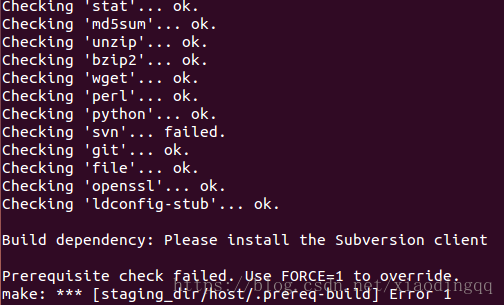 Checking 'stat'... ok.
Checking 'md5sum'... ok.
Checking 'unzip'... ok.
Checking 'bzip2'... ok.
Checking 'wget'... ok.
Checking 'perl'... ok.
Checking 'python'... ok.
Checking 'svn'... failed.
Checking 'git'... ok.
Checking 'file'... ok.
Checking 'openssl'... ok.
Checking 'ldconfig-stub'... ok.
Build dependency: Please install the Subversion client
Prerequisite check failed. Use FORCE=1 to override.
https://blog.csdn.net/xiaodingqq
make: *** [staging_dir/host/.prereq-build] Error 1